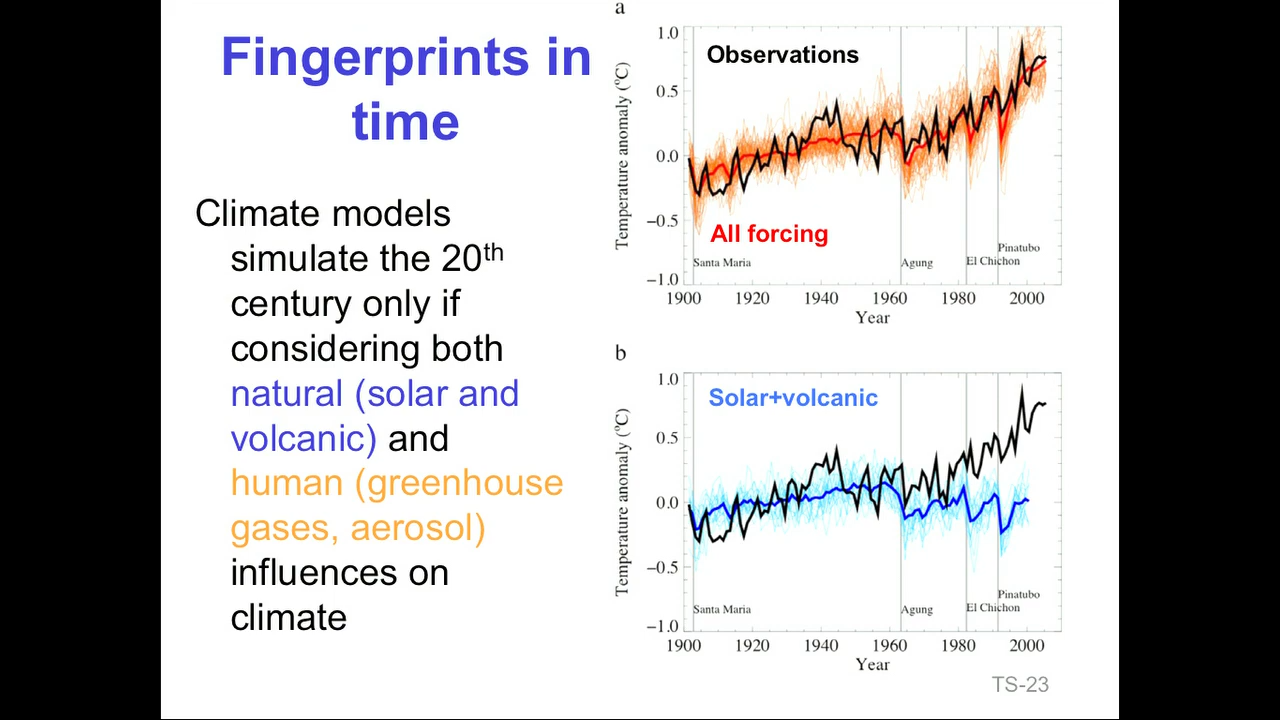 Fingerprints in
time
Climate models
simulate the 20th
century only if
considering both
natural (solar and
volcanic) and
human (greenhouse
gases, aerosol)
influences on
climate
a
Observations
All forcing
Temperature anomaly (°C)
1.0
0.5
0.0
−0.5
−1.0
Santa Maria
Agung
El Chichon
Pinatubo
1900 1920 1940 1960 1980 2000
Year
b
Solar+volcanic
Temperature anomaly (°C)
1.0
0.5
0.0
−0.5
−1.0
Santa Maria
Agung
El Chichon
Pinatubo
1900 1920 1940 1960 1980 2000
Year
TS-23